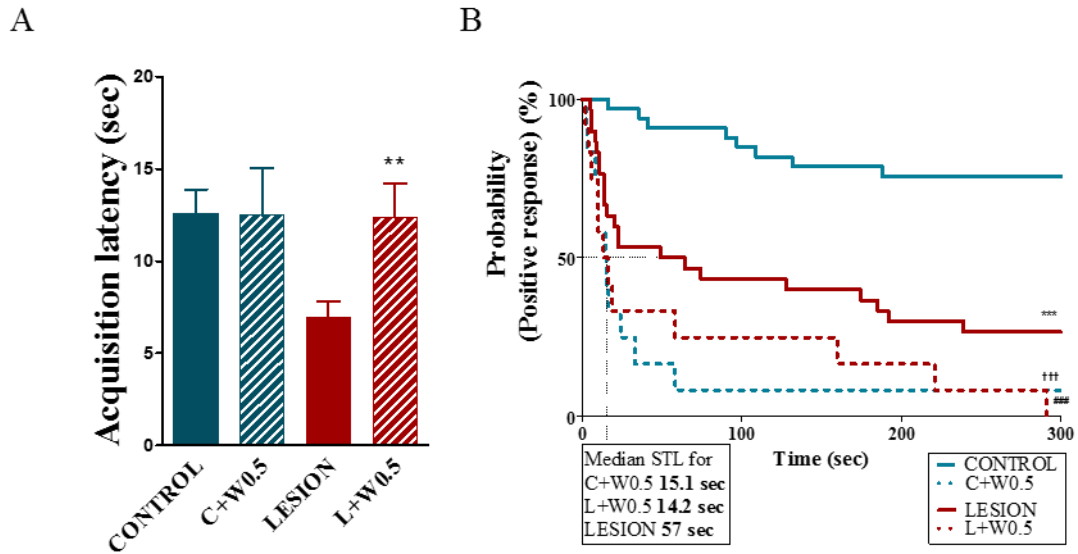 A
B
Acquisition latency (sec)
20
15
10
5
0
**
CONTROL
C+W0.5
LESION
L+W0.5
Probability
(Positive response) (%)
100
50
0
***
†††
###
0
100
200
300
Time (sec)
Median STL for
C+W0.5 15.1 sec
L+W0.5 14.2 sec
LESION 57 sec
CONTROL
C+W0.5
LESION
L+W0.5